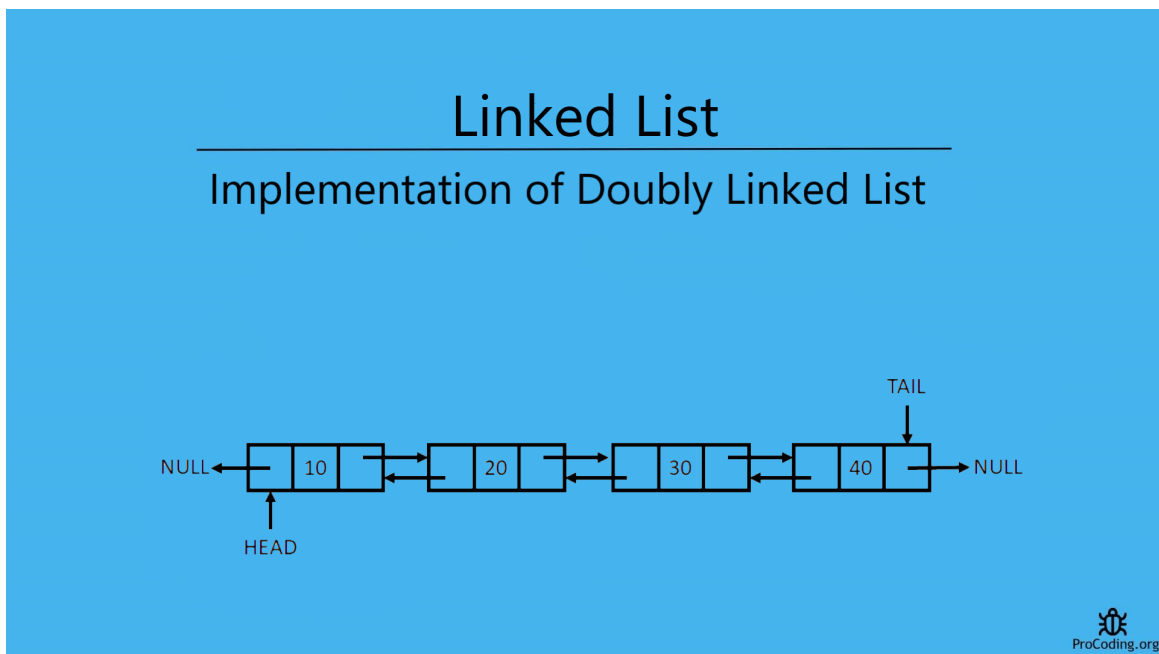 Linked List
Implementation of Doubly Linked List
TAIL
NULL 10 20 30 40 NULL
HEAD
ProCoding.org